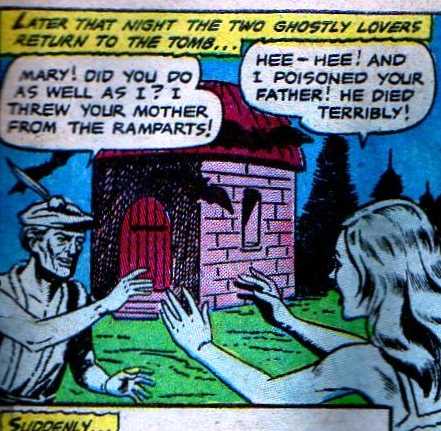 LATER THAT NIGHT THE TWO GHOSTLY LOVERS
RETURN TO THE TOMB...
MARY! DID YOU DO
AS WELL AS I? I
THREW YOUR MOTHER
FROM THE RAMPARTS!
HEE-HEE! AND
I POISONED YOUR
FATHER! HE DIED
TERRIBLY!
SUDDENLY...